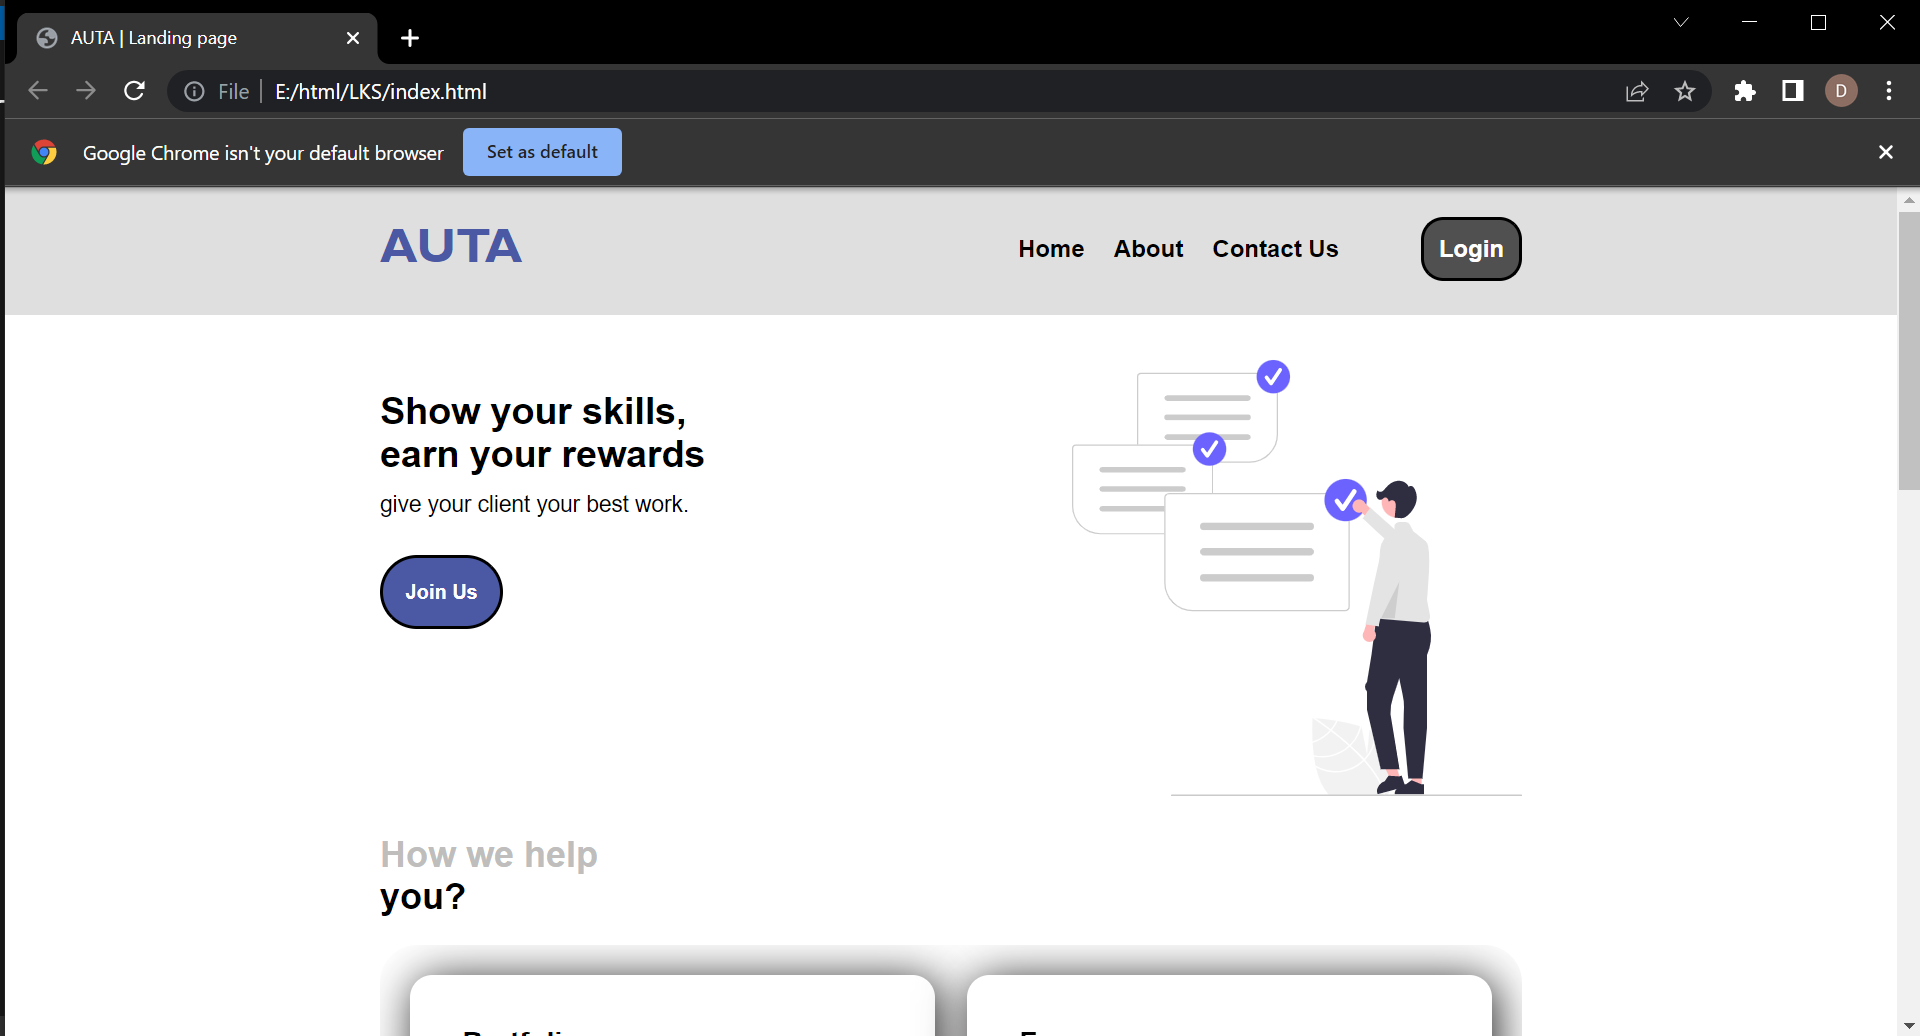 AUTA | Landing page
File
E:/html/LKS/index.html
D
Google Chrome isn't your default browser
Set as default
AUTA
Home
About
Contact Us
Login
Show your skills,
earn your rewards
give your client your best work.
Join Us
How we help
you?